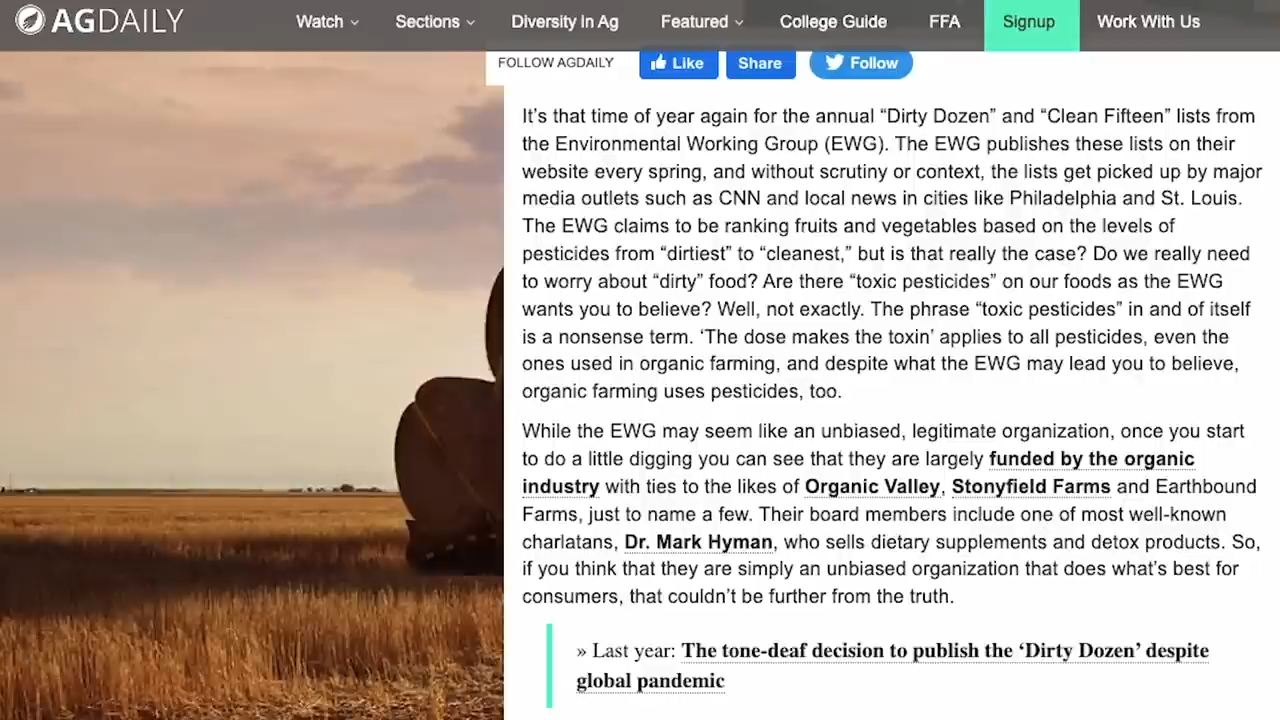 AGDAILY
Watch Sections Diversity in Ag Featured College Guide FFA Signup Work With Us
FOLLOW AGDAILY Like Share Follow
It’s that time of year again for the annual “Dirty Dozen” and “Clean Fifteen” lists from
the Environmental Working Group (EWG). The EWG publishes these lists on their
website every spring, and without scrutiny or context, the lists get picked up by major
media outlets such as CNN and local news in cities like Philadelphia and St. Louis.
The EWG claims to be ranking fruits and vegetables based on the levels of
pesticides from “dirtiest” to “cleanest,” but is that really the case? Do we really need
to worry about “dirty” food? Are there “toxic pesticides” on our foods as the EWG
wants you to believe? Well, not exactly. The phrase “toxic pesticides” in and of itself
is a nonsense term. ‘The dose makes the toxin’ applies to all pesticides, even the
ones used in organic farming, and despite what the EWG may lead you to believe,
organic farming uses pesticides, too.
While the EWG may seem like an unbiased, legitimate organization, once you start
to do a little digging you can see that they are largely funded by the organic
industry with ties to the likes of Organic Valley, Stonyfield Farms and Earthbound
Farms, just to name a few. Their board members include one of most well-known
charlatans, Dr. Mark Hyman, who sells dietary supplements and detox products. So,
if you think that they are simply an unbiased organization that does what’s best for
consumers, that couldn’t be further from the truth.
» Last year: The tone-deaf decision to publish the ‘Dirty Dozen’ despite
global pandemic